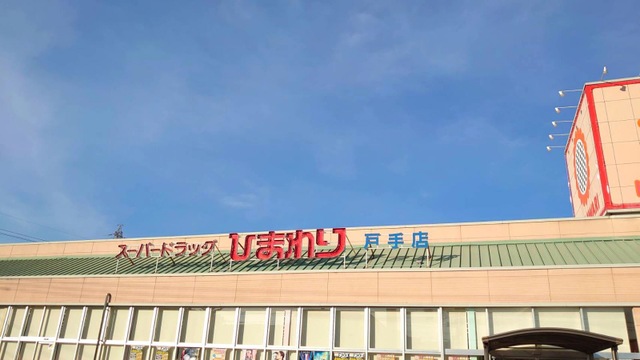 スーパードラッグ ひまわり 戸手店